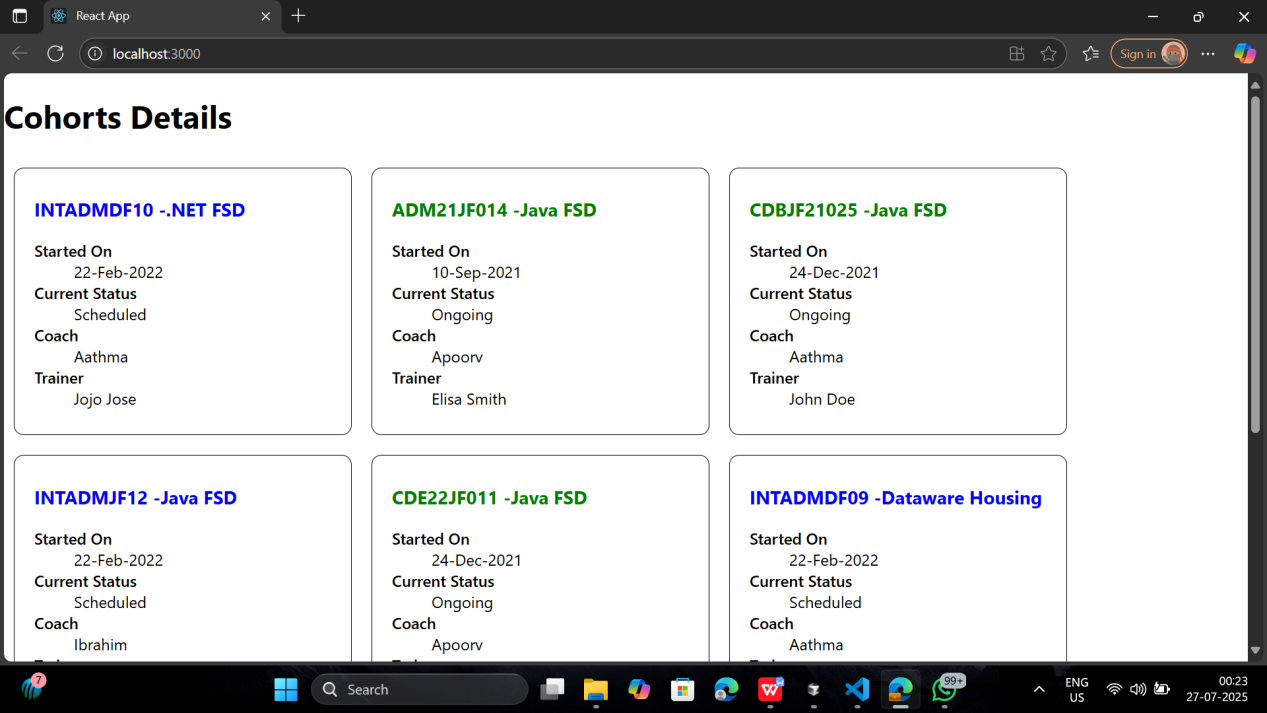 React App
localhost:3000
Sign in
Cohorts Details
INTADMDF10 -.NET FSD
Started On
22-Feb-2022
Current Status
Scheduled
Coach
Aathma
Trainer
Jojo Jose
ADM21JF014 -Java FSD
Started On
10-Sep-2021
Current Status
Ongoing
Coach
Apoorv
Trainer
Elisa Smith
CDBJF21025 -Java FSD
Started On
24-Dec-2021
Current Status
Ongoing
Coach
Aathma
Trainer
John Doe
INTADMJF12 -Java FSD
Started On
22-Feb-2022
Current Status
Scheduled
Coach
Ibrahim
CDE22JF011 -Java FSD
Started On
24-Dec-2021
Current Status
Ongoing
Coach
Apoorv
INTADMDF09 -Dataware Housing
Started On
22-Feb-2022
Current Status
Scheduled
Coach
Aathma
7
Search
W
99+
ENG
US
00:23
27-07-2025